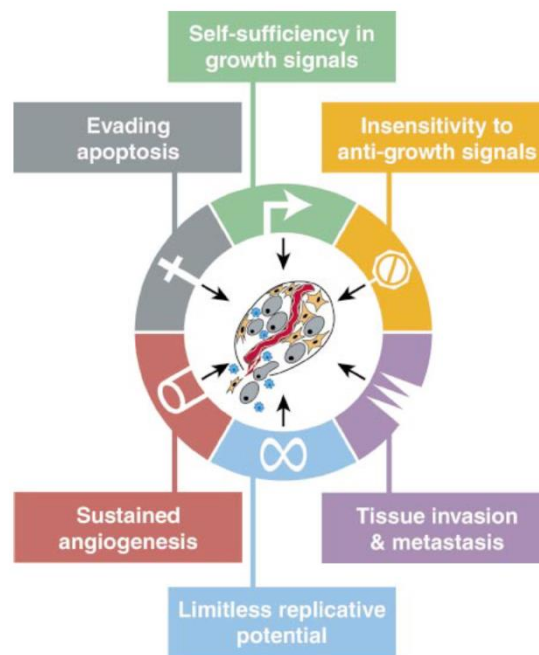 Self-sufficiency in
growth signals
Evading
apoptosis
Insensitivity to
anti-growth signals
Sustained
angiogenesis
Tissue invasion
& metastasis
Limitless replicative
potential